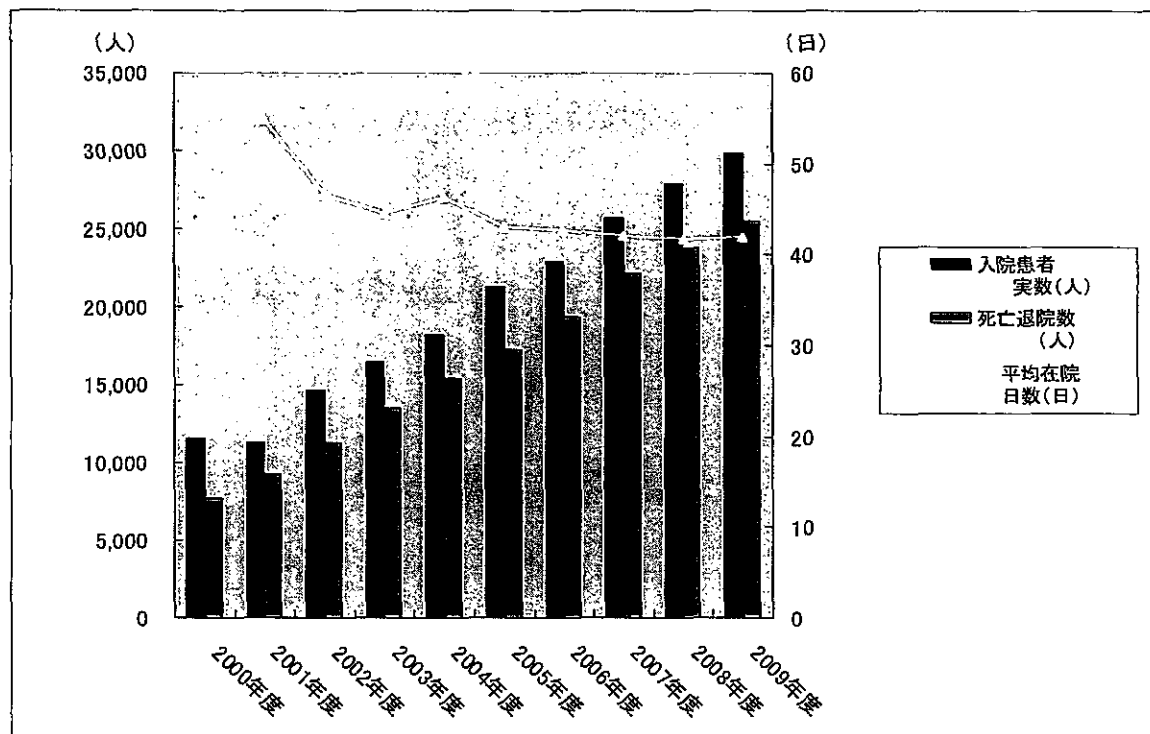 (人)
(日)
35,000
30,000
25,000
20,000
15,000
10,000
5,000
0
60
50
40
30
20
10
0
2000年度
2001年度
2002年度
2003年度
2004年度
2005年度
2006年度
2007年度
2008年度
2009年度
入院患者
実数(人)
死亡退院数
(人)
平均在院
日数(日)